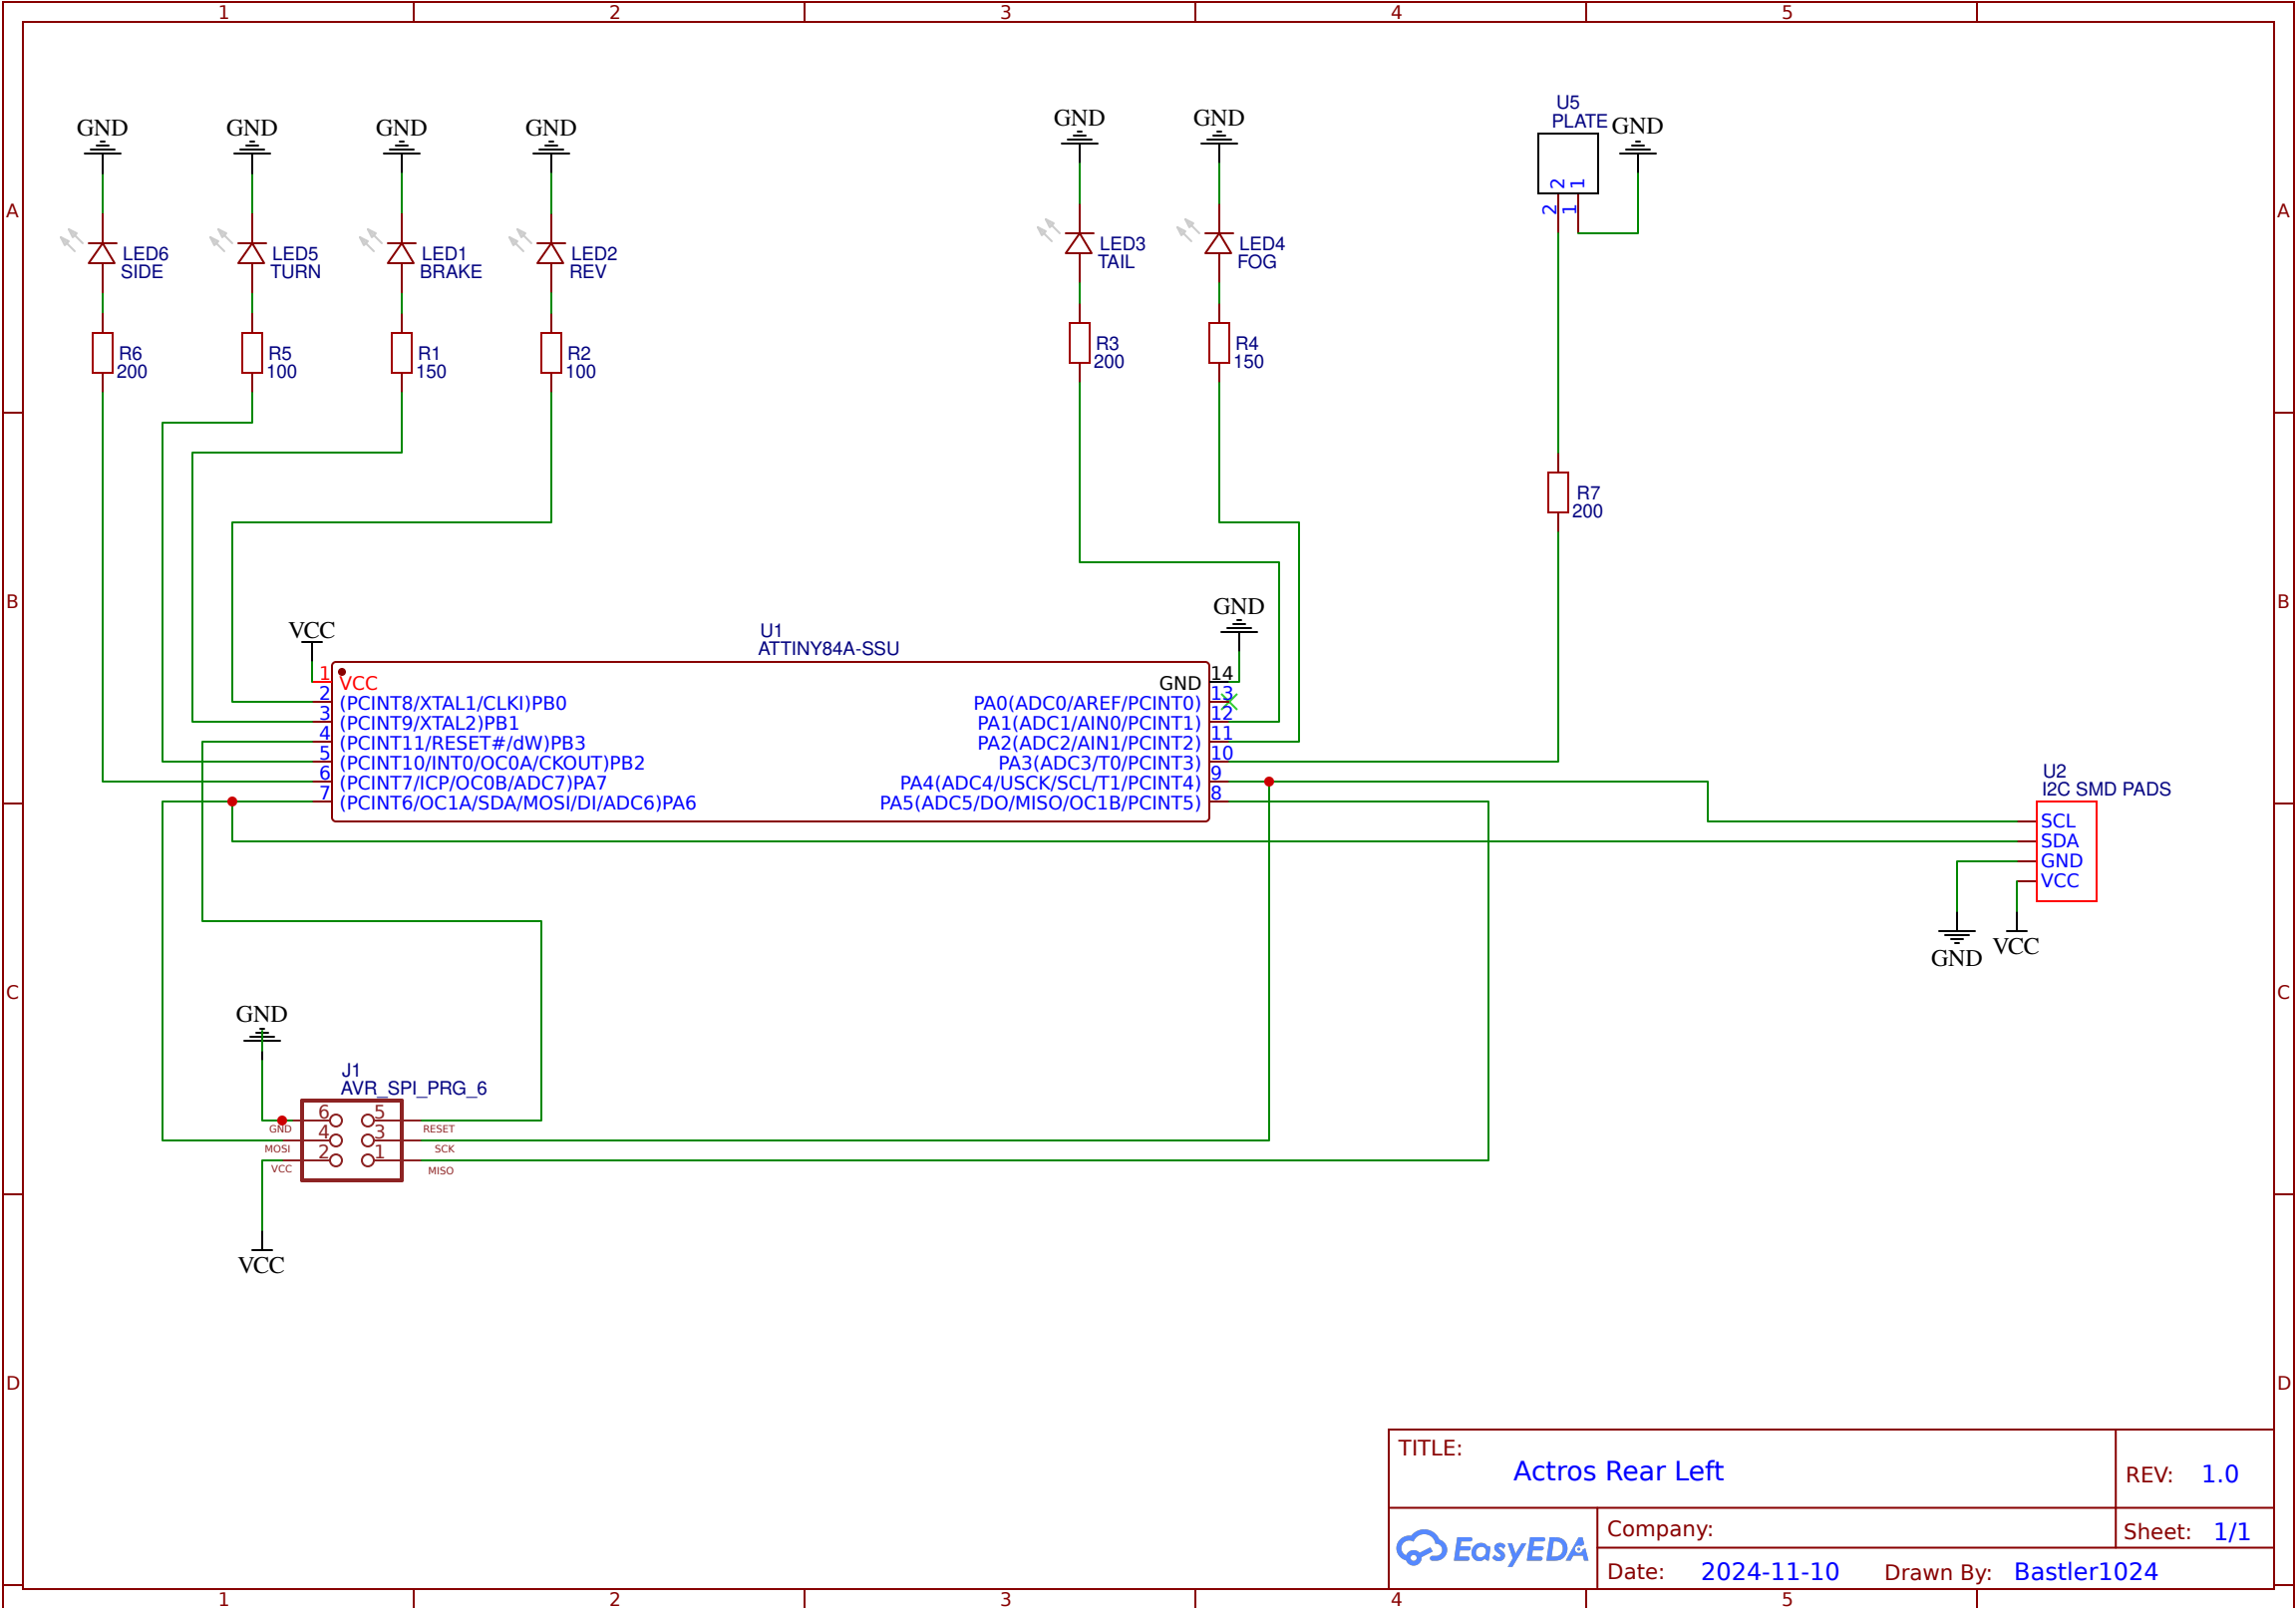 1 2 3 4 5
A
B
C
D
A
B
C
D
GND
GND
GND
GND
GND
GND
U5
PLATE
GND
2 1
2 1
LED6
SIDE
LED5
TURN
LED1
BRAKE
LED2
REV
LED3
TAIL
LED4
FOG
R6
200
R5
100
R1
150
R2
100
R3
200
R4
150
R7
200
VCC
U1
ATTINY84A-SSU
GND
1 VCC
2 (PCINT8/XTAL1/CLKI)PB0
3 (PCINT9/XTAL2)PB1
4 (PCINT11/RESET#/dW)PB3
5 (PCINT10/INT0/OC0A/CKOUT)PB2
6 (PCINT7/ICP/OC0B/ADC7)PA7
7 (PCINT6/OC1A/SDA/MOSI/DI/ADC6)PA6
GND 14
PA0(ADC0/AREF/PCINT0) 13
PA1(ADC1/AIN0/PCINT1) 12
PA2(ADC2/AIN1/PCINT2) 11
PA3(ADC3/T0/PCINT3) 10
PA4(ADC4/USCK/SCL/T1/PCINT4) 9
PA5(ADC5/DO/MISO/OC1B/PCINT5) 8
U2
I2C SMD PADS
SCL
SDA
GND
VCC
GND
VCC
GND
J1
AVR_SPI_PRG_6
6 5
GND RESET
4 3
MOSI SCK
2 1
VCC MISO
VCC
TITLE:
Actros Rear Left
REV: 1.0
EasyEDA
Company:
Sheet: 1/1
Date: 2024-11-10 Drawn By: Bastler1024
1 2 3 4 5